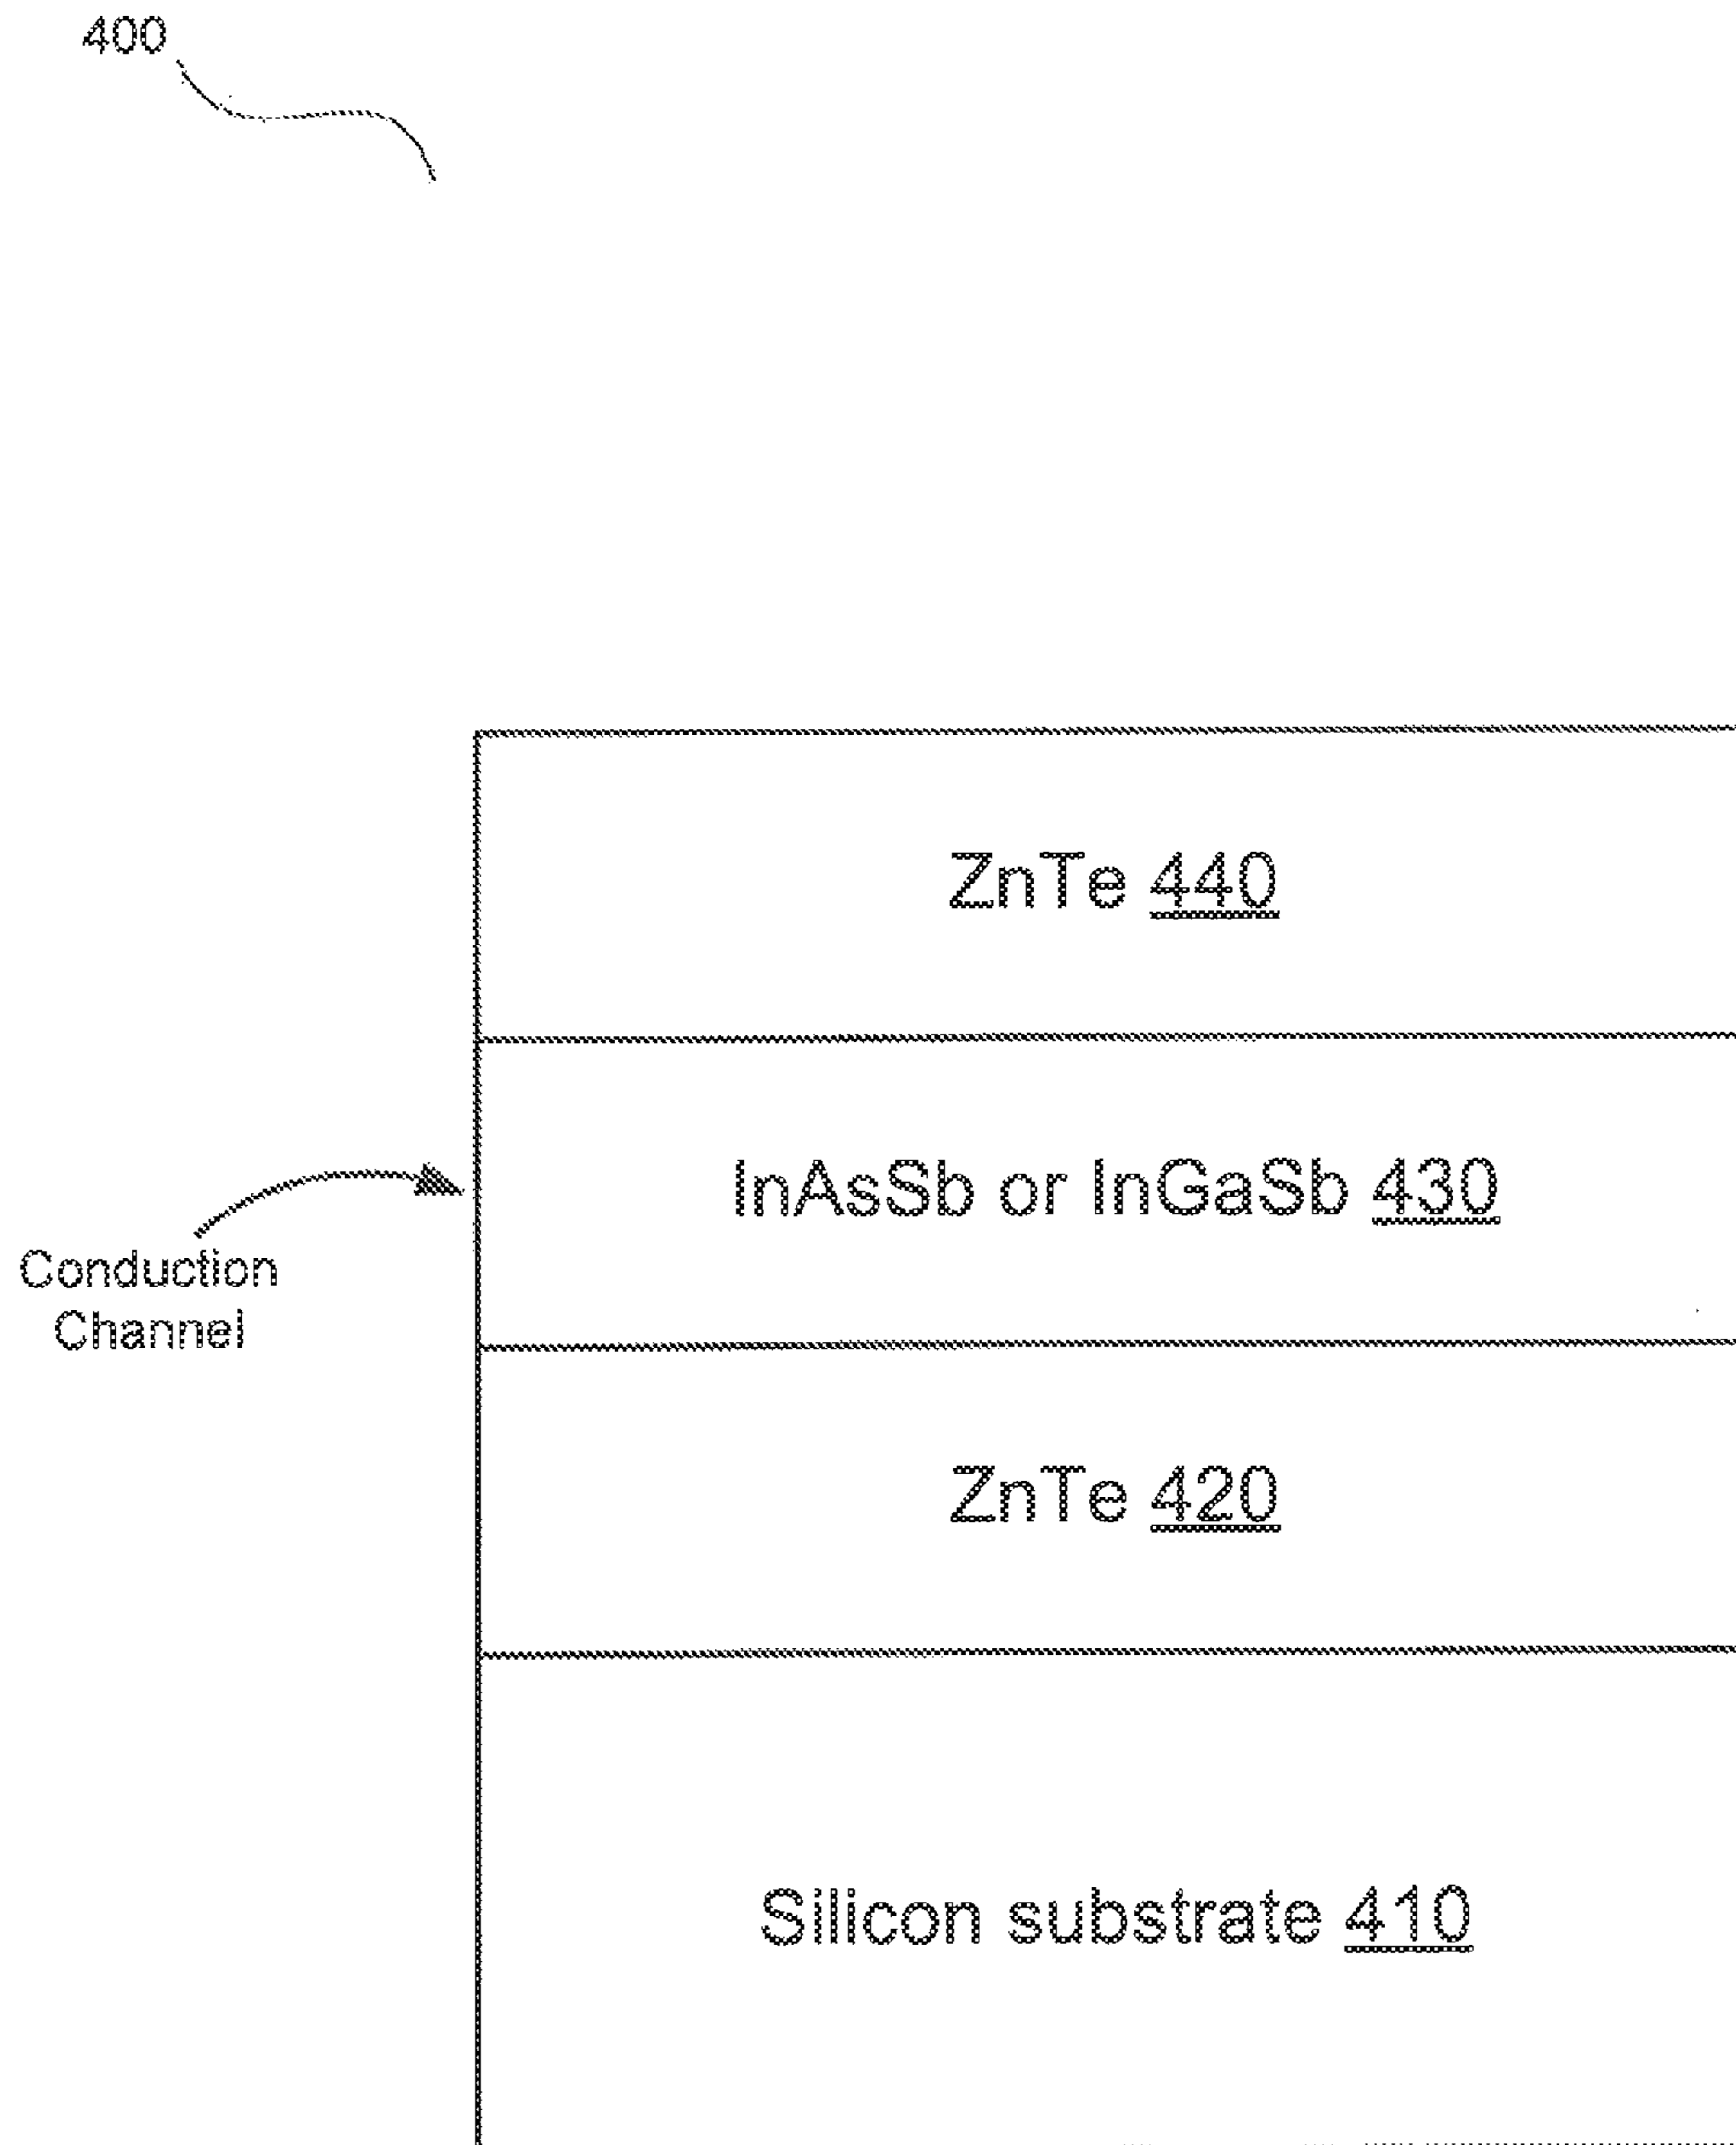 400
ZnTe 440
InAsSb or InGaSb 430
Conduction
Channel
ZnTe 420
Silicon substrate 410